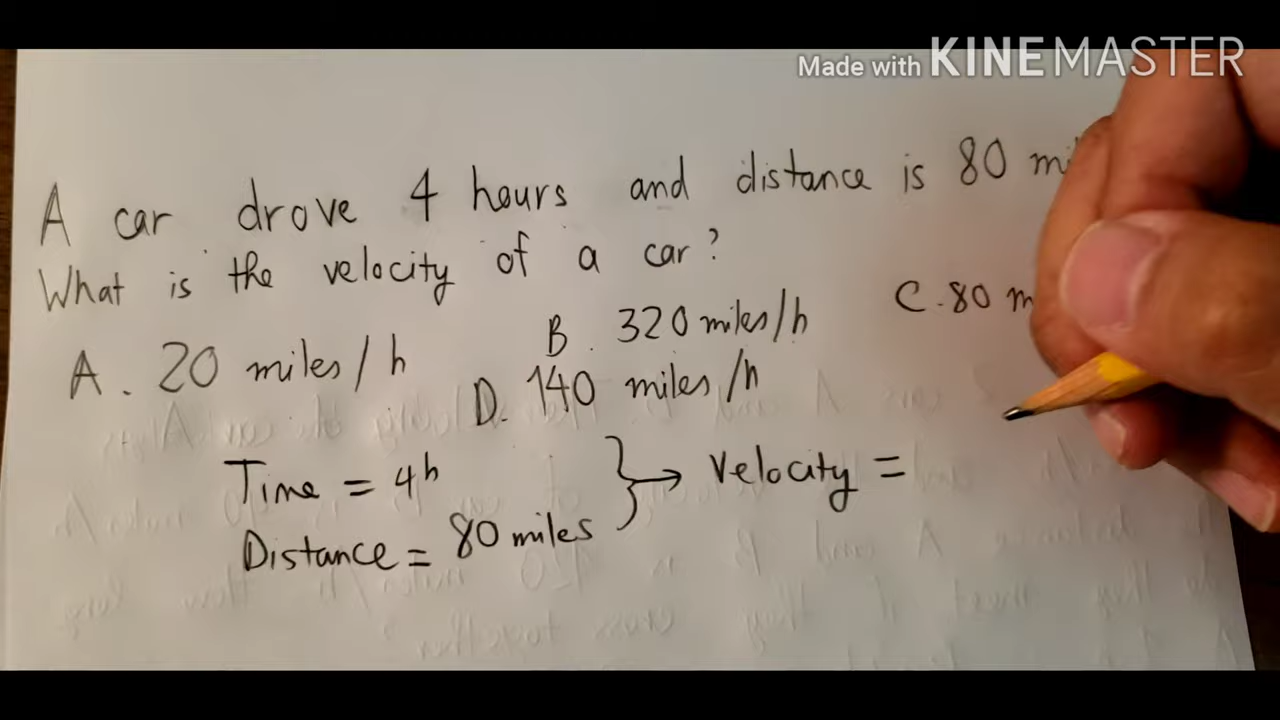 Made with KINEMASTER
A car drove 4 hours and distance is 80
What is the velocity of a car?
A. 20 miles/h B. 320 miles/h C. 80
D. 140 miles/h
Time = 4h
Distance = 80 miles
} → Velocity =